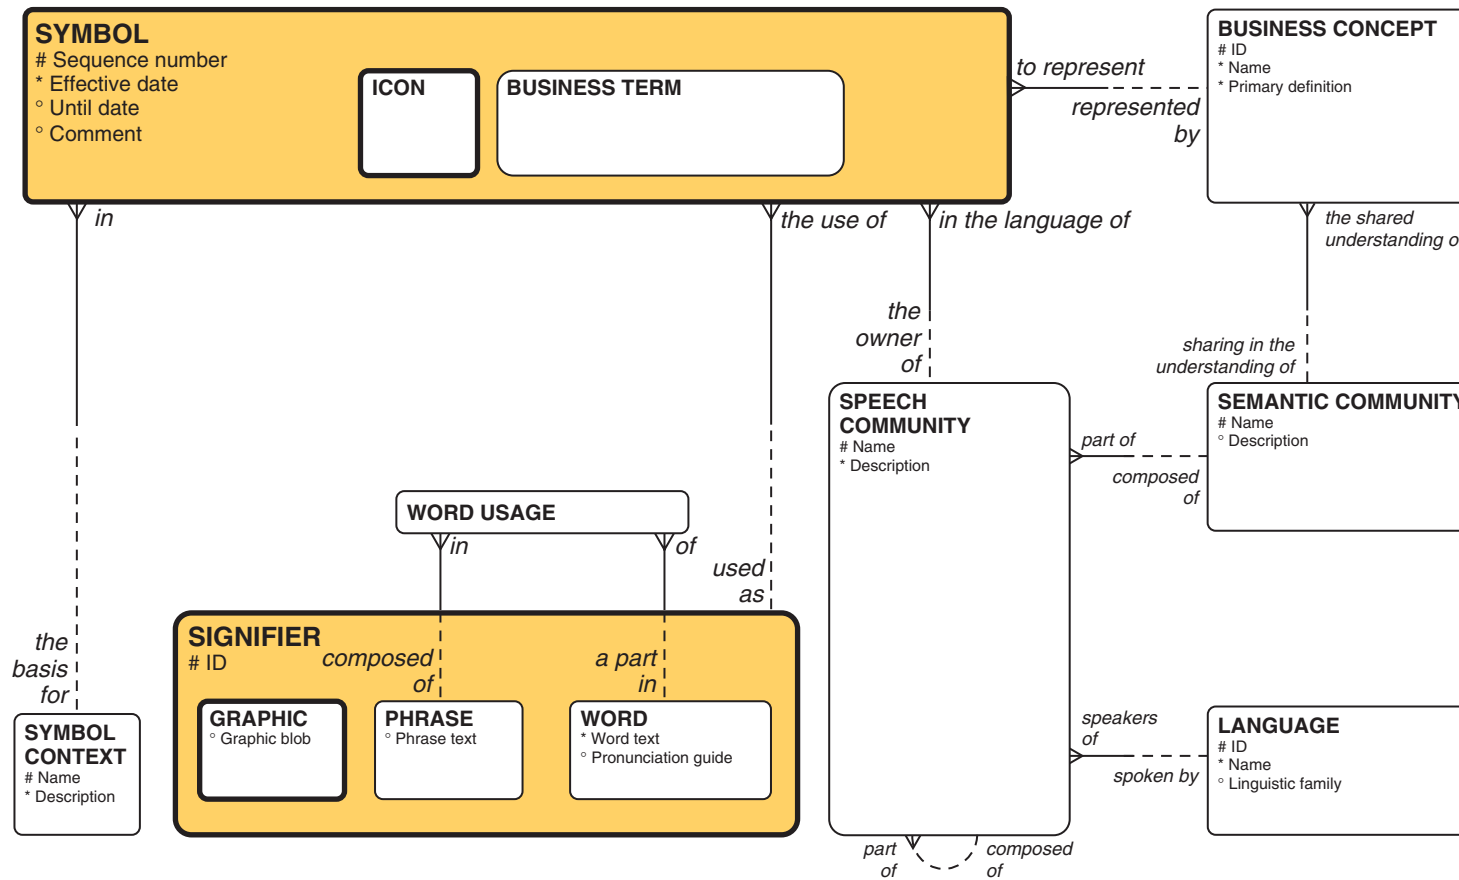 SYMBOL
# Sequence number
* Effective date
° Until date
° Comment
ICON
BUSINESS TERM
to represent
represented
by
BUSINESS CONCEPT
# ID
* Name
* Primary definition
in
the use of
in the language of
the shared
understanding o
the
owner
of
sharing in the
understanding of
SPEECH
COMMUNITY
# Name
* Description
part of
composed
of
SEMANTIC COMMUNITY
# Name
° Description
WORD USAGE
in
of
used
as
the
basis
for
SIGNIFIER
# ID
composed
of
a part
in
GRAPHIC
° Graphic blob
PHRASE
° Phrase text
WORD
* Word text
° Pronunciation guide
SYMBOL
CONTEXT
# Name
* Description
speakers
of
spoken by
LANGUAGE
# ID
* Name
° Linguistic family
part
of
composed
of